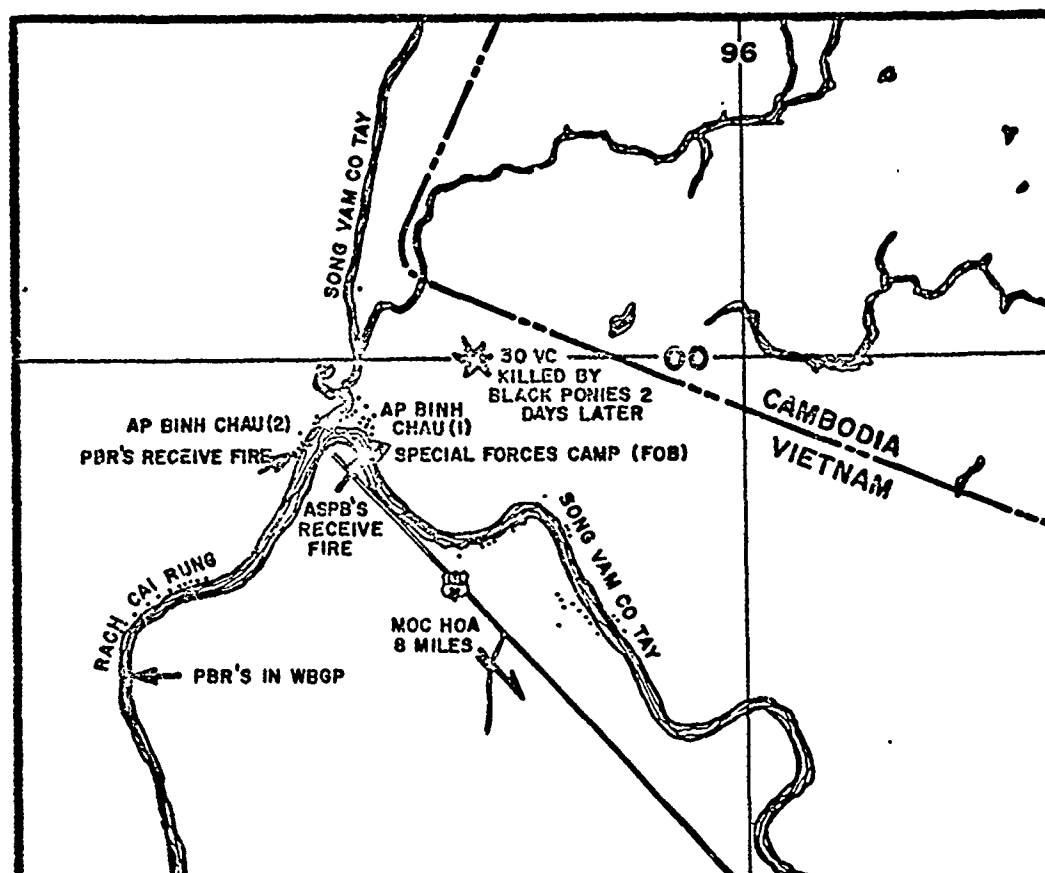 96
SONG VAM CO TAY
30 VC
KILLED BY
BLACK PONIES 2
DAYS LATER
00
CAMBODIA
VIETNAM
AP BINH CHAU(2)
AP BINH
CHAU(1)
PBR'S RECEIVE FIRE
SPECIAL FORCES CAMP (FOB)
ASPB'S
RECEIVE
FIRE
SONG VAM CO TAY
RACH CAI RUNG
MOC HOA
8 MILES
PBR'S IN WBGP